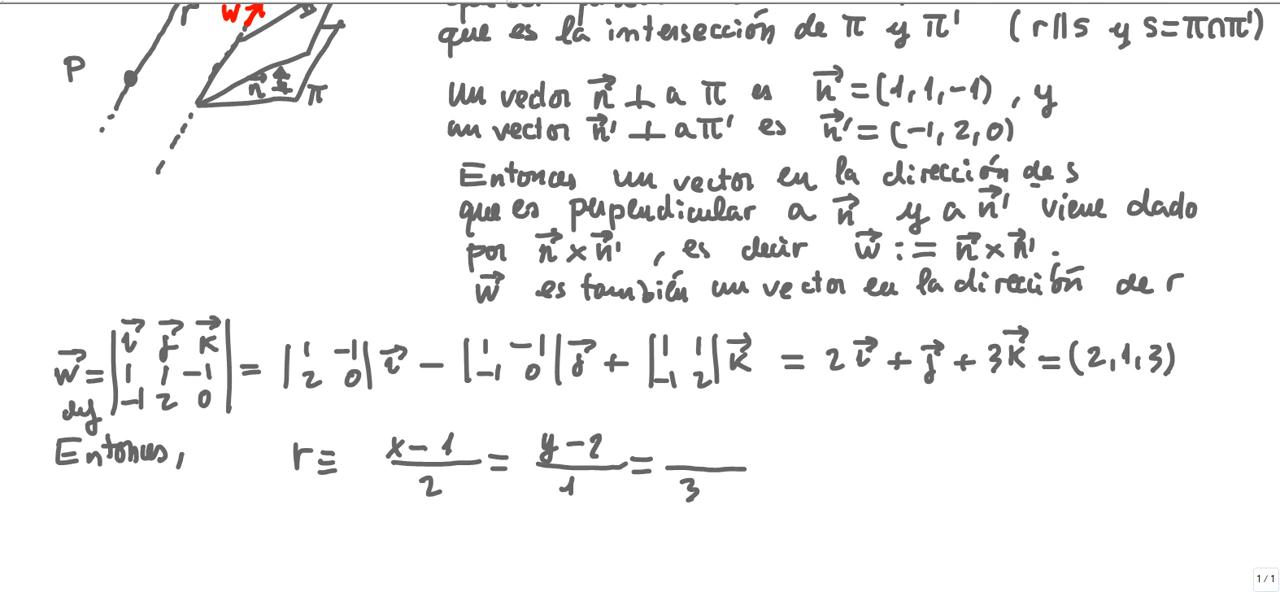 r
w
P
n
π
que es la intersección de π y π' (r∥s y s=π∩π')
Un vector n⃗ ⊥ a π es n⃗=(1,1,-1), y
un vector n⃗' ⊥ a π' es n⃗'=(-1,2,0)
Entonces un vector en la dirección de s
que es perpendicular a n⃗ y a n⃗' viene dado
por n⃗×n⃗', es decir w⃗:=n⃗×n⃗'.
w⃗ es también un vector en la direción de r
w⃗ =def |i⃗ j⃗ k⃗; 1 1 -1; -1 2 0| = |1 -1; 2 0| i⃗ - |1 -1; -1 0| j⃗ + |1 1; -1 2| k⃗ = 2i⃗ + j⃗ + 3k⃗ = (2,1,3)
Entonces, r≡ (x-1)/2 = (y-2)/1 = /3
1/1